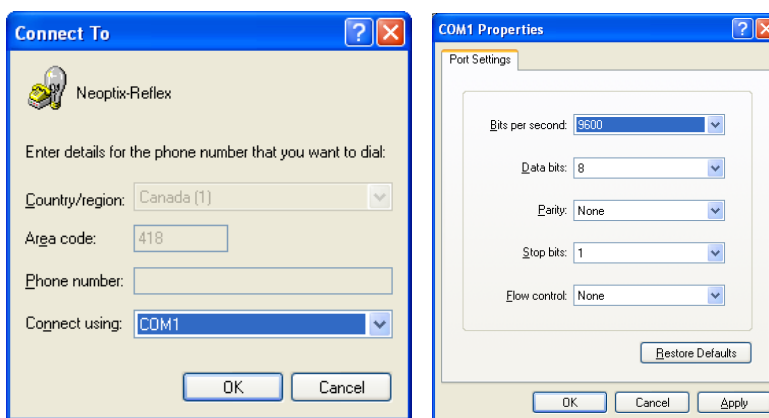 Connect To
Neoptix-Reflex
Enter details for the phone number that you want to dial:
Country/region: Canada (1)
Area code: 418
Phone number:
Connect using: COM1
OK Cancel
COM1 Properties
Port Settings
Bits per second: 9600
Data bits: 8
Parity: None
Stop bits: 1
Flow control: None
Restore Defaults
OK Cancel Apply